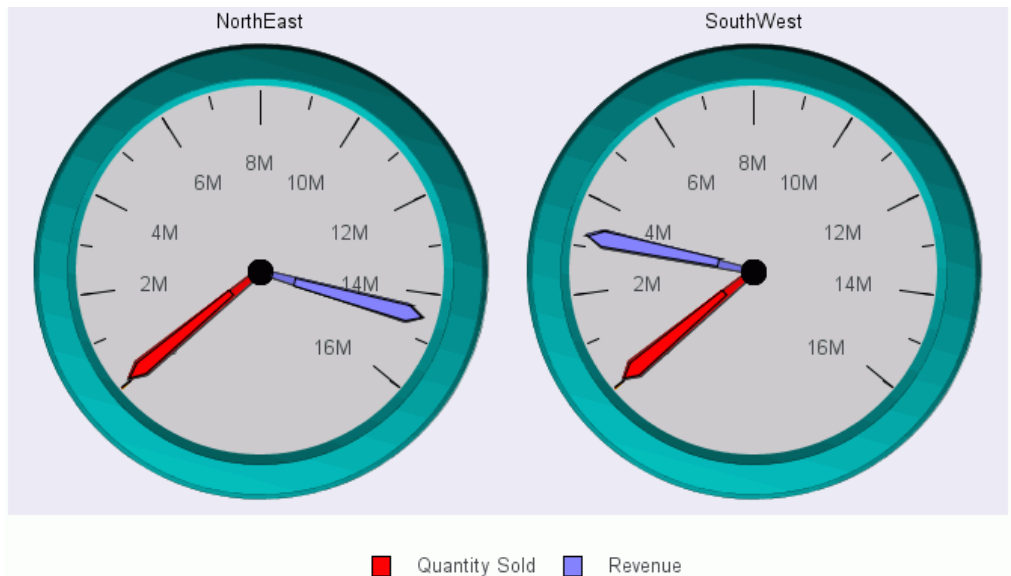 NorthEast
SouthWest
8M
6M
10M
4M
12M
2M
14M
16M
8M
6M
10M
4M
12M
2M
14M
16M
Quantity Sold
Revenue